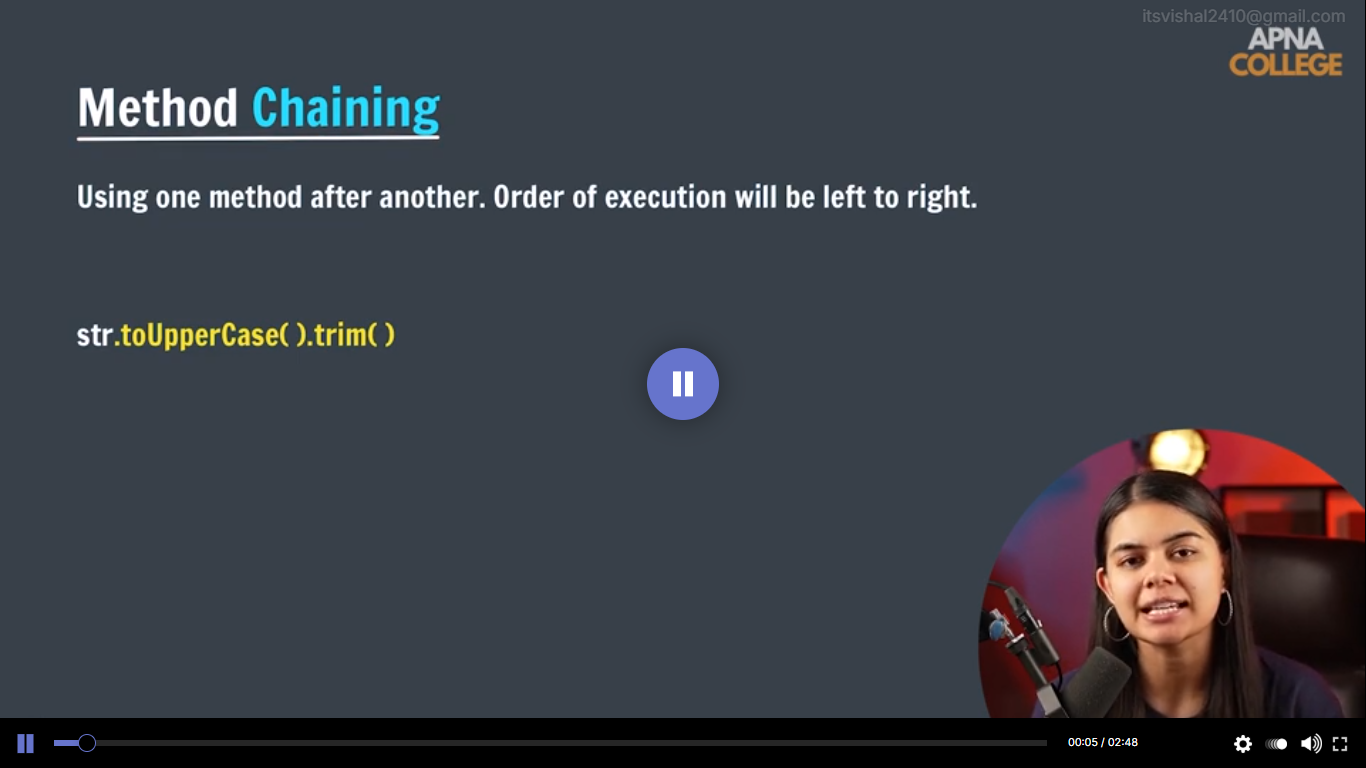 itsvishal2410@gmail.com
APNA
COLLEGE
Method Chaining
Using one method after another. Order of execution will be left to right.
str.toUpperCase( ).trim( )
00:05 / 02:48